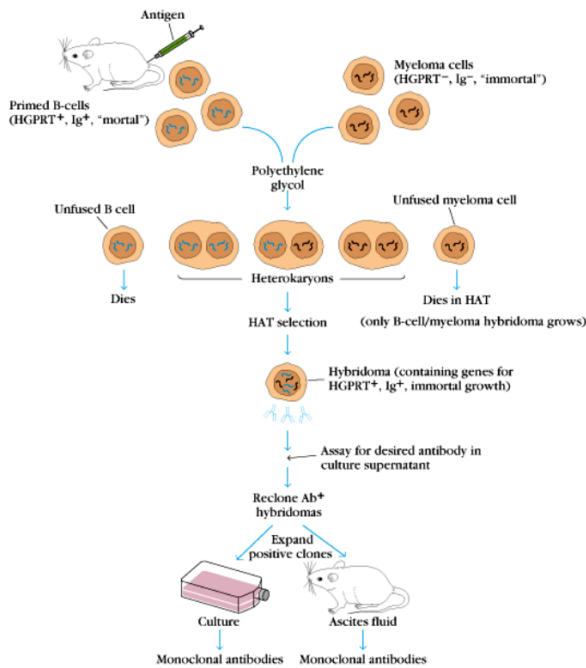 Antigen
Primed B-cells
(HGPRT⁺, Ig⁺, “mortal”)
Myeloma cells
(HGPRT⁻, Ig⁻, “immortal”)
Polyethylene
glycol
Unfused B cell
Unfused myeloma cell
Heterokaryons
Dies
Dies in HAT
(only B-cell/myeloma hybridoma grows)
HAT selection
Hybridoma (containing genes for
HGPRT⁺, Ig⁺, immortal growth)
Assay for desired antibody in
culture supernatant
Reclone Ab⁺
hybridomas
Expand
positive clones
Culture
Ascites fluid
Monoclonal antibodies
Monoclonal antibodies